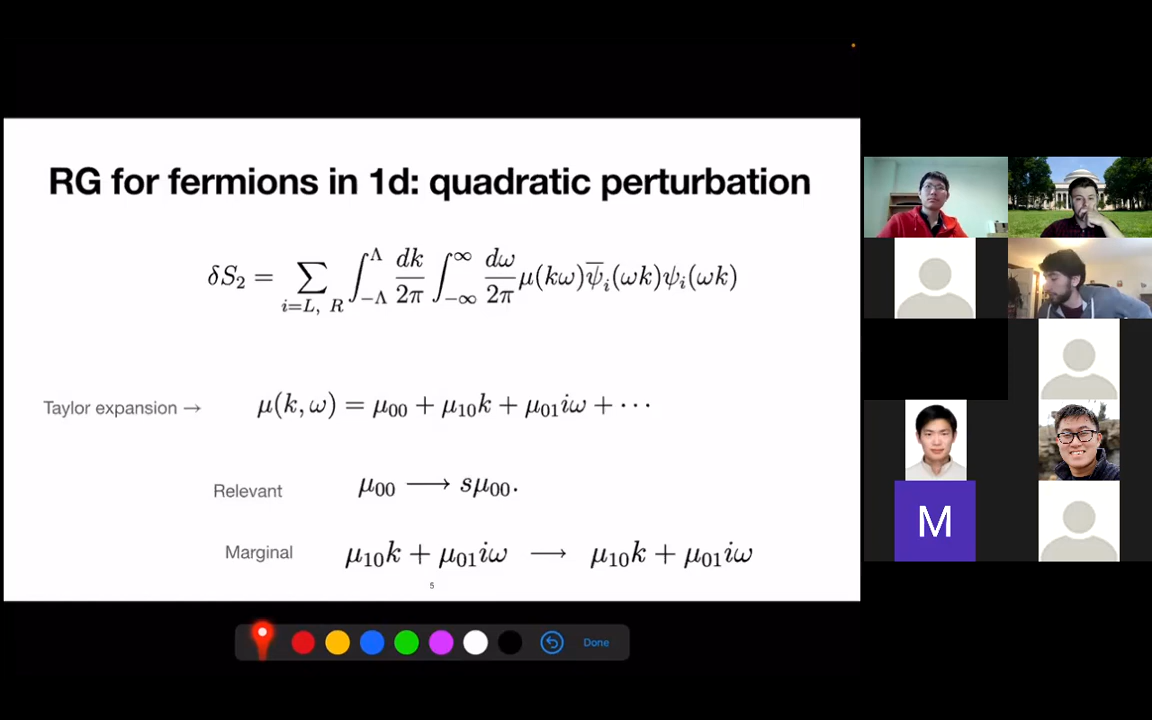 RG for fermions in 1d: quadratic perturbation
δS₂ = ∑_{i=L, R} ∫_{-Λ}^{Λ} dk/2π ∫_{-∞}^{∞} dω/2π μ(kω)ψ̅ᵢ(ωk)ψᵢ(ωk)
Taylor expansion → μ(k, ω) = μ₀₀ + μ₁₀k + μ₀₁iω + ···
Relevant μ₀₀ ⟶ sμ₀₀.
Marginal μ₁₀k + μ₀₁iω ⟶ μ₁₀k + μ₀₁iω
5
M
Done